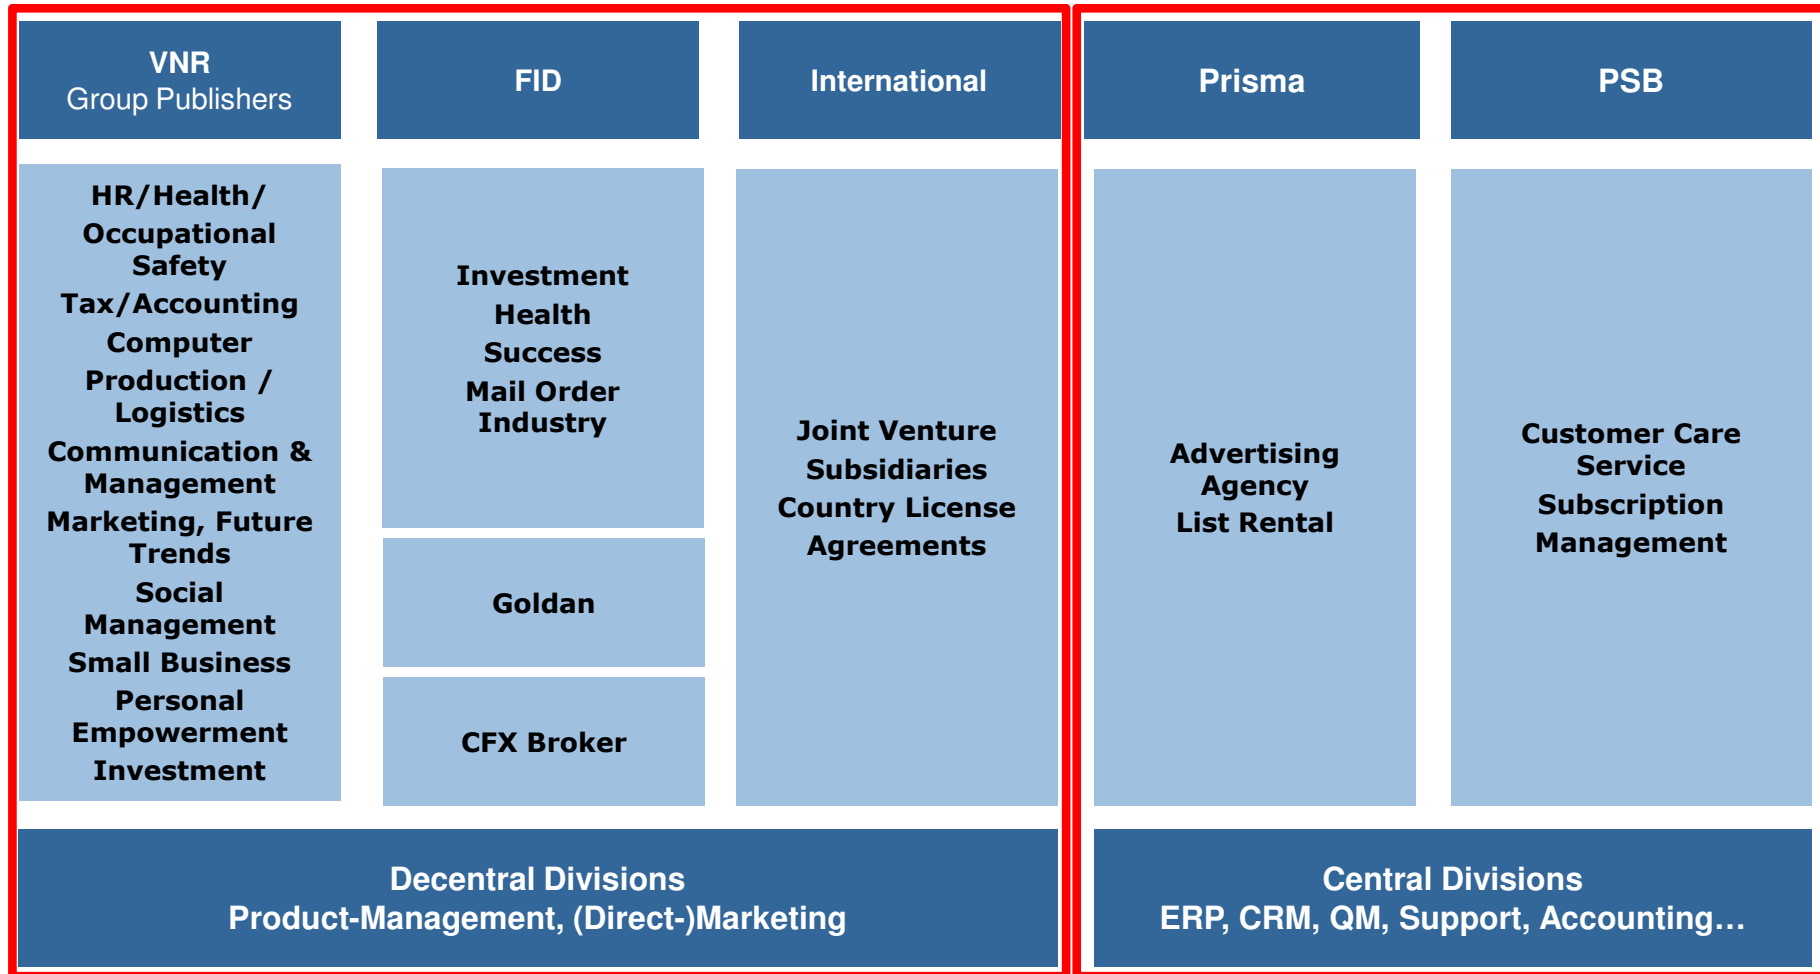 VNR
Group Publishers
FID
International
Prisma
PSB
HR/Health/
Occupational
Safety
Tax/Accounting
Computer
Production /
Logistics
Communication &
Management
Marketing, Future
Trends
Social
Management
Small Business
Personal
Empowerment
Investment
Investment
Health
Success
Mail Order
Industry
Goldan
CFX Broker
Joint Venture
Subsidiaries
Country License
Agreements
Advertising
Agency
List Rental
Customer Care
Service
Subscription
Management
Decentral Divisions
Product-Management, (Direct-)Marketing
Central Divisions
ERP, CRM, QM, Support, Accounting…